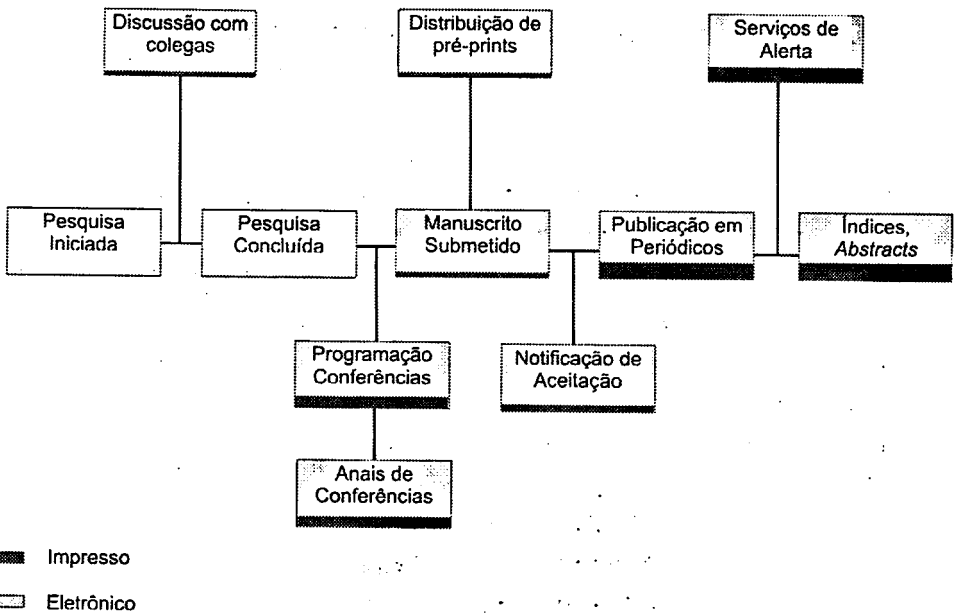 Discussão com
colegas
Distribuição de
pré-prints
Serviços de
Alerta
Pesquisa
Iniciada
Pesquisa
Concluída
Manuscrito
Submetido
Publicação em
Periódicos
Índices,
Abstracts
Programação
Conferências
Notificação de
Aceitação
Anais de
Conferências
Impresso
Eletrônico